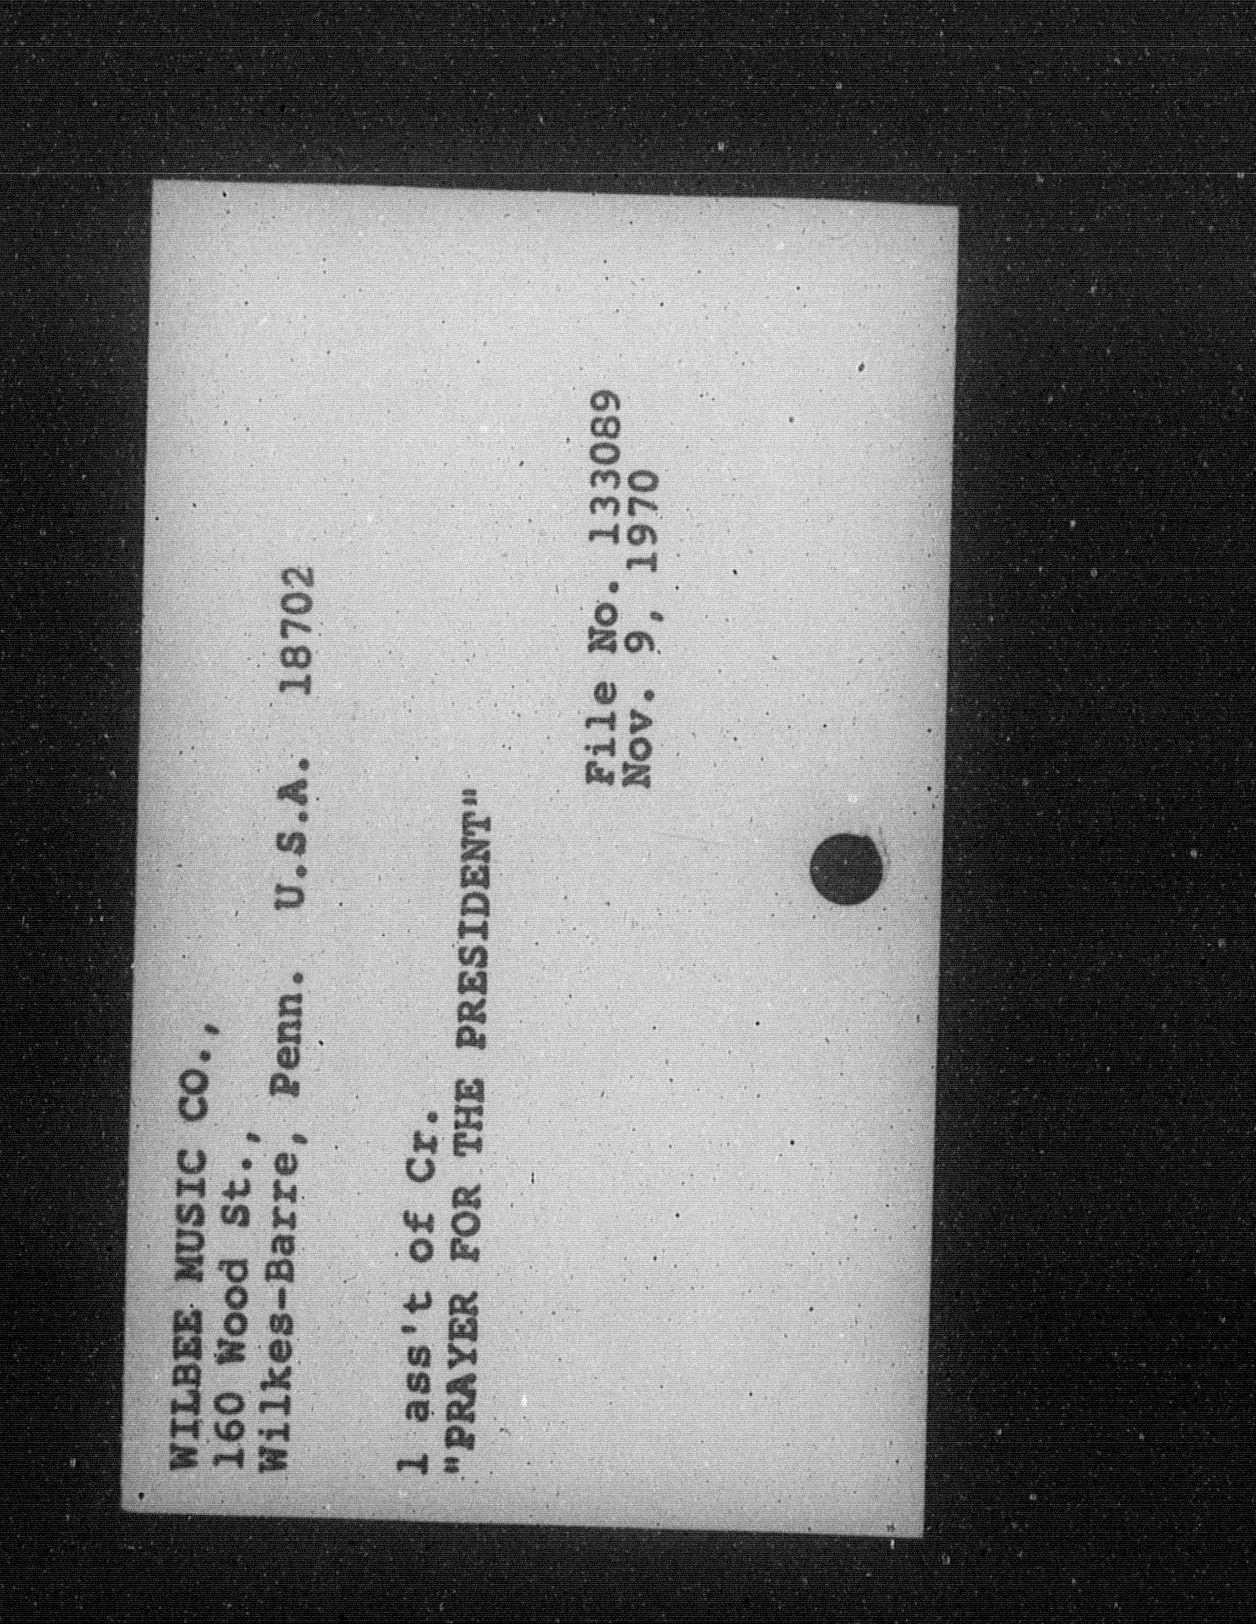 WILBEE MUSIC CO.,
160 Wood St.,
Wilkes-Barre, Penn. U.S.A. 18702
1 ass't of Cr.
"PRAYER FOR THE PRESIDENT"
File No. 133089
Nov. 9, 1970